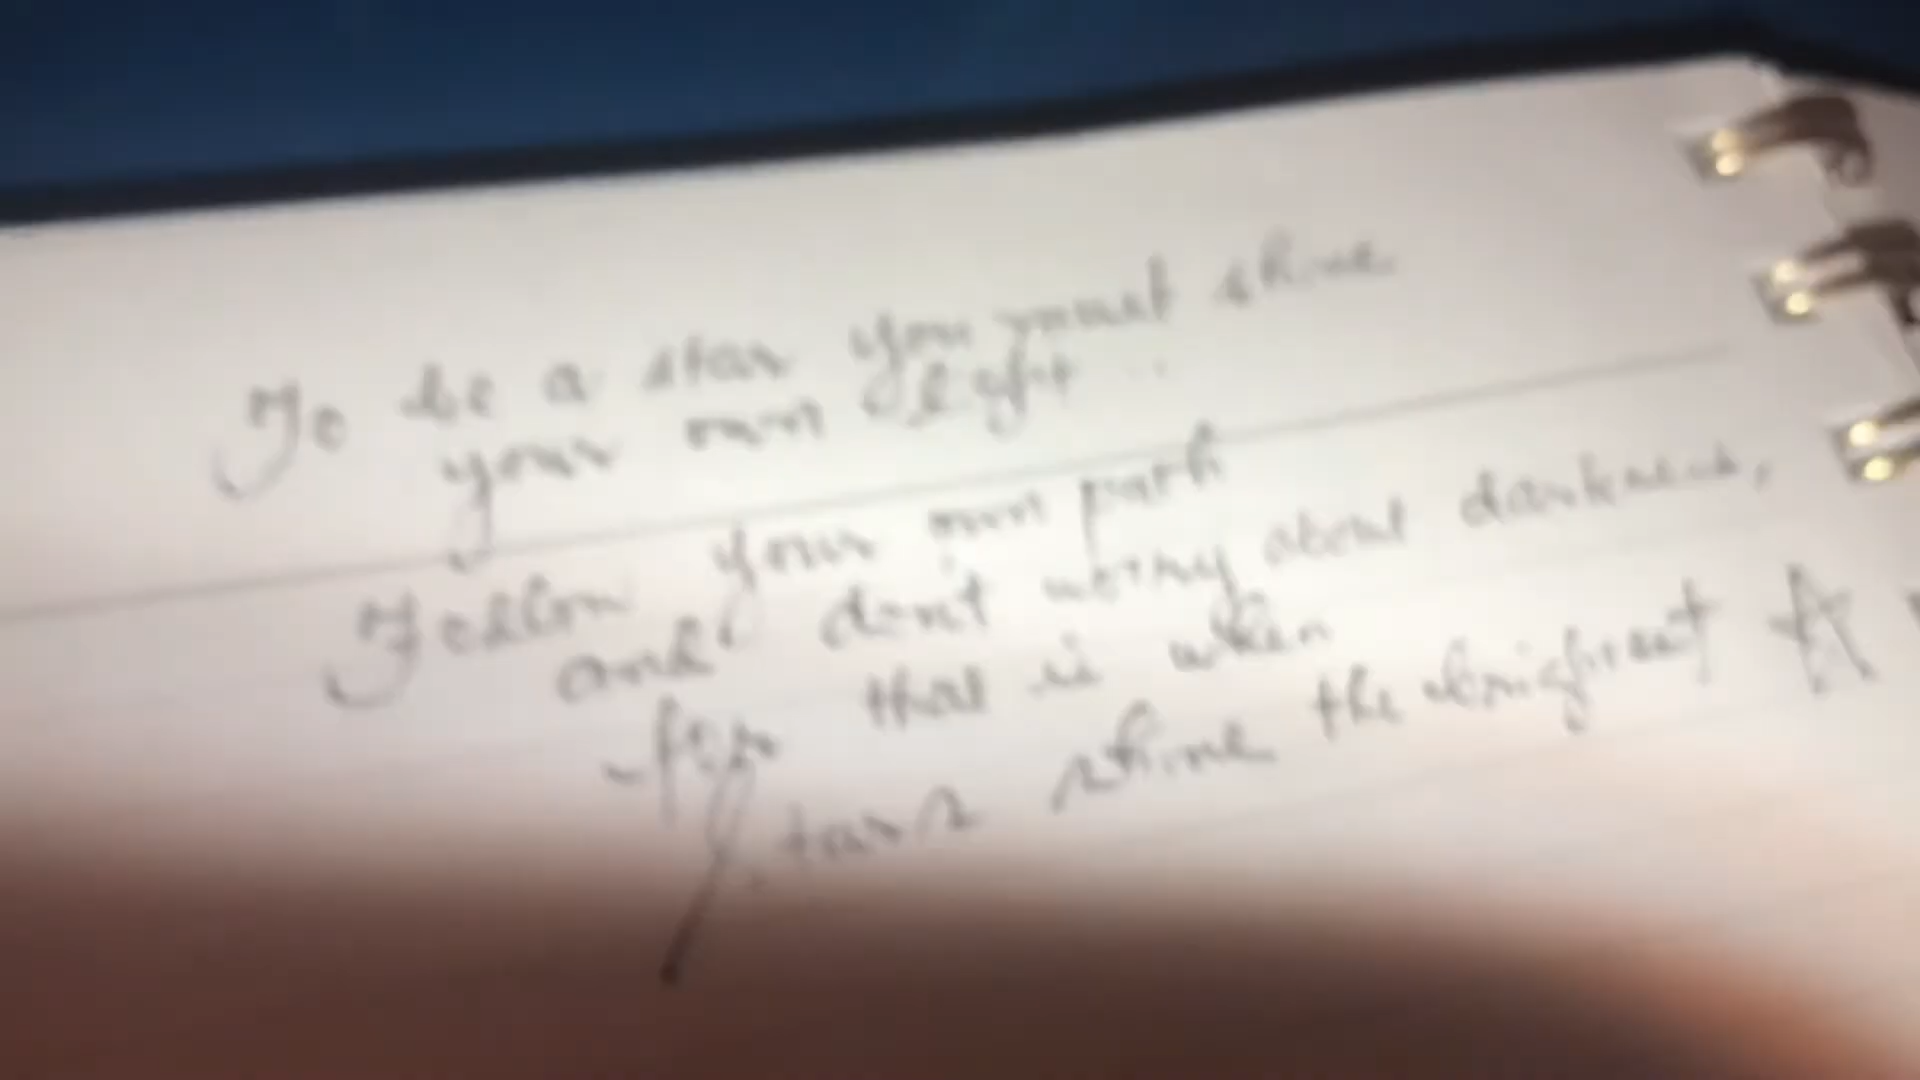 To be a star you must shine
your own light ..
Follow your own path
and don't worry about darkness,
for that is when
Stars shine the brightest